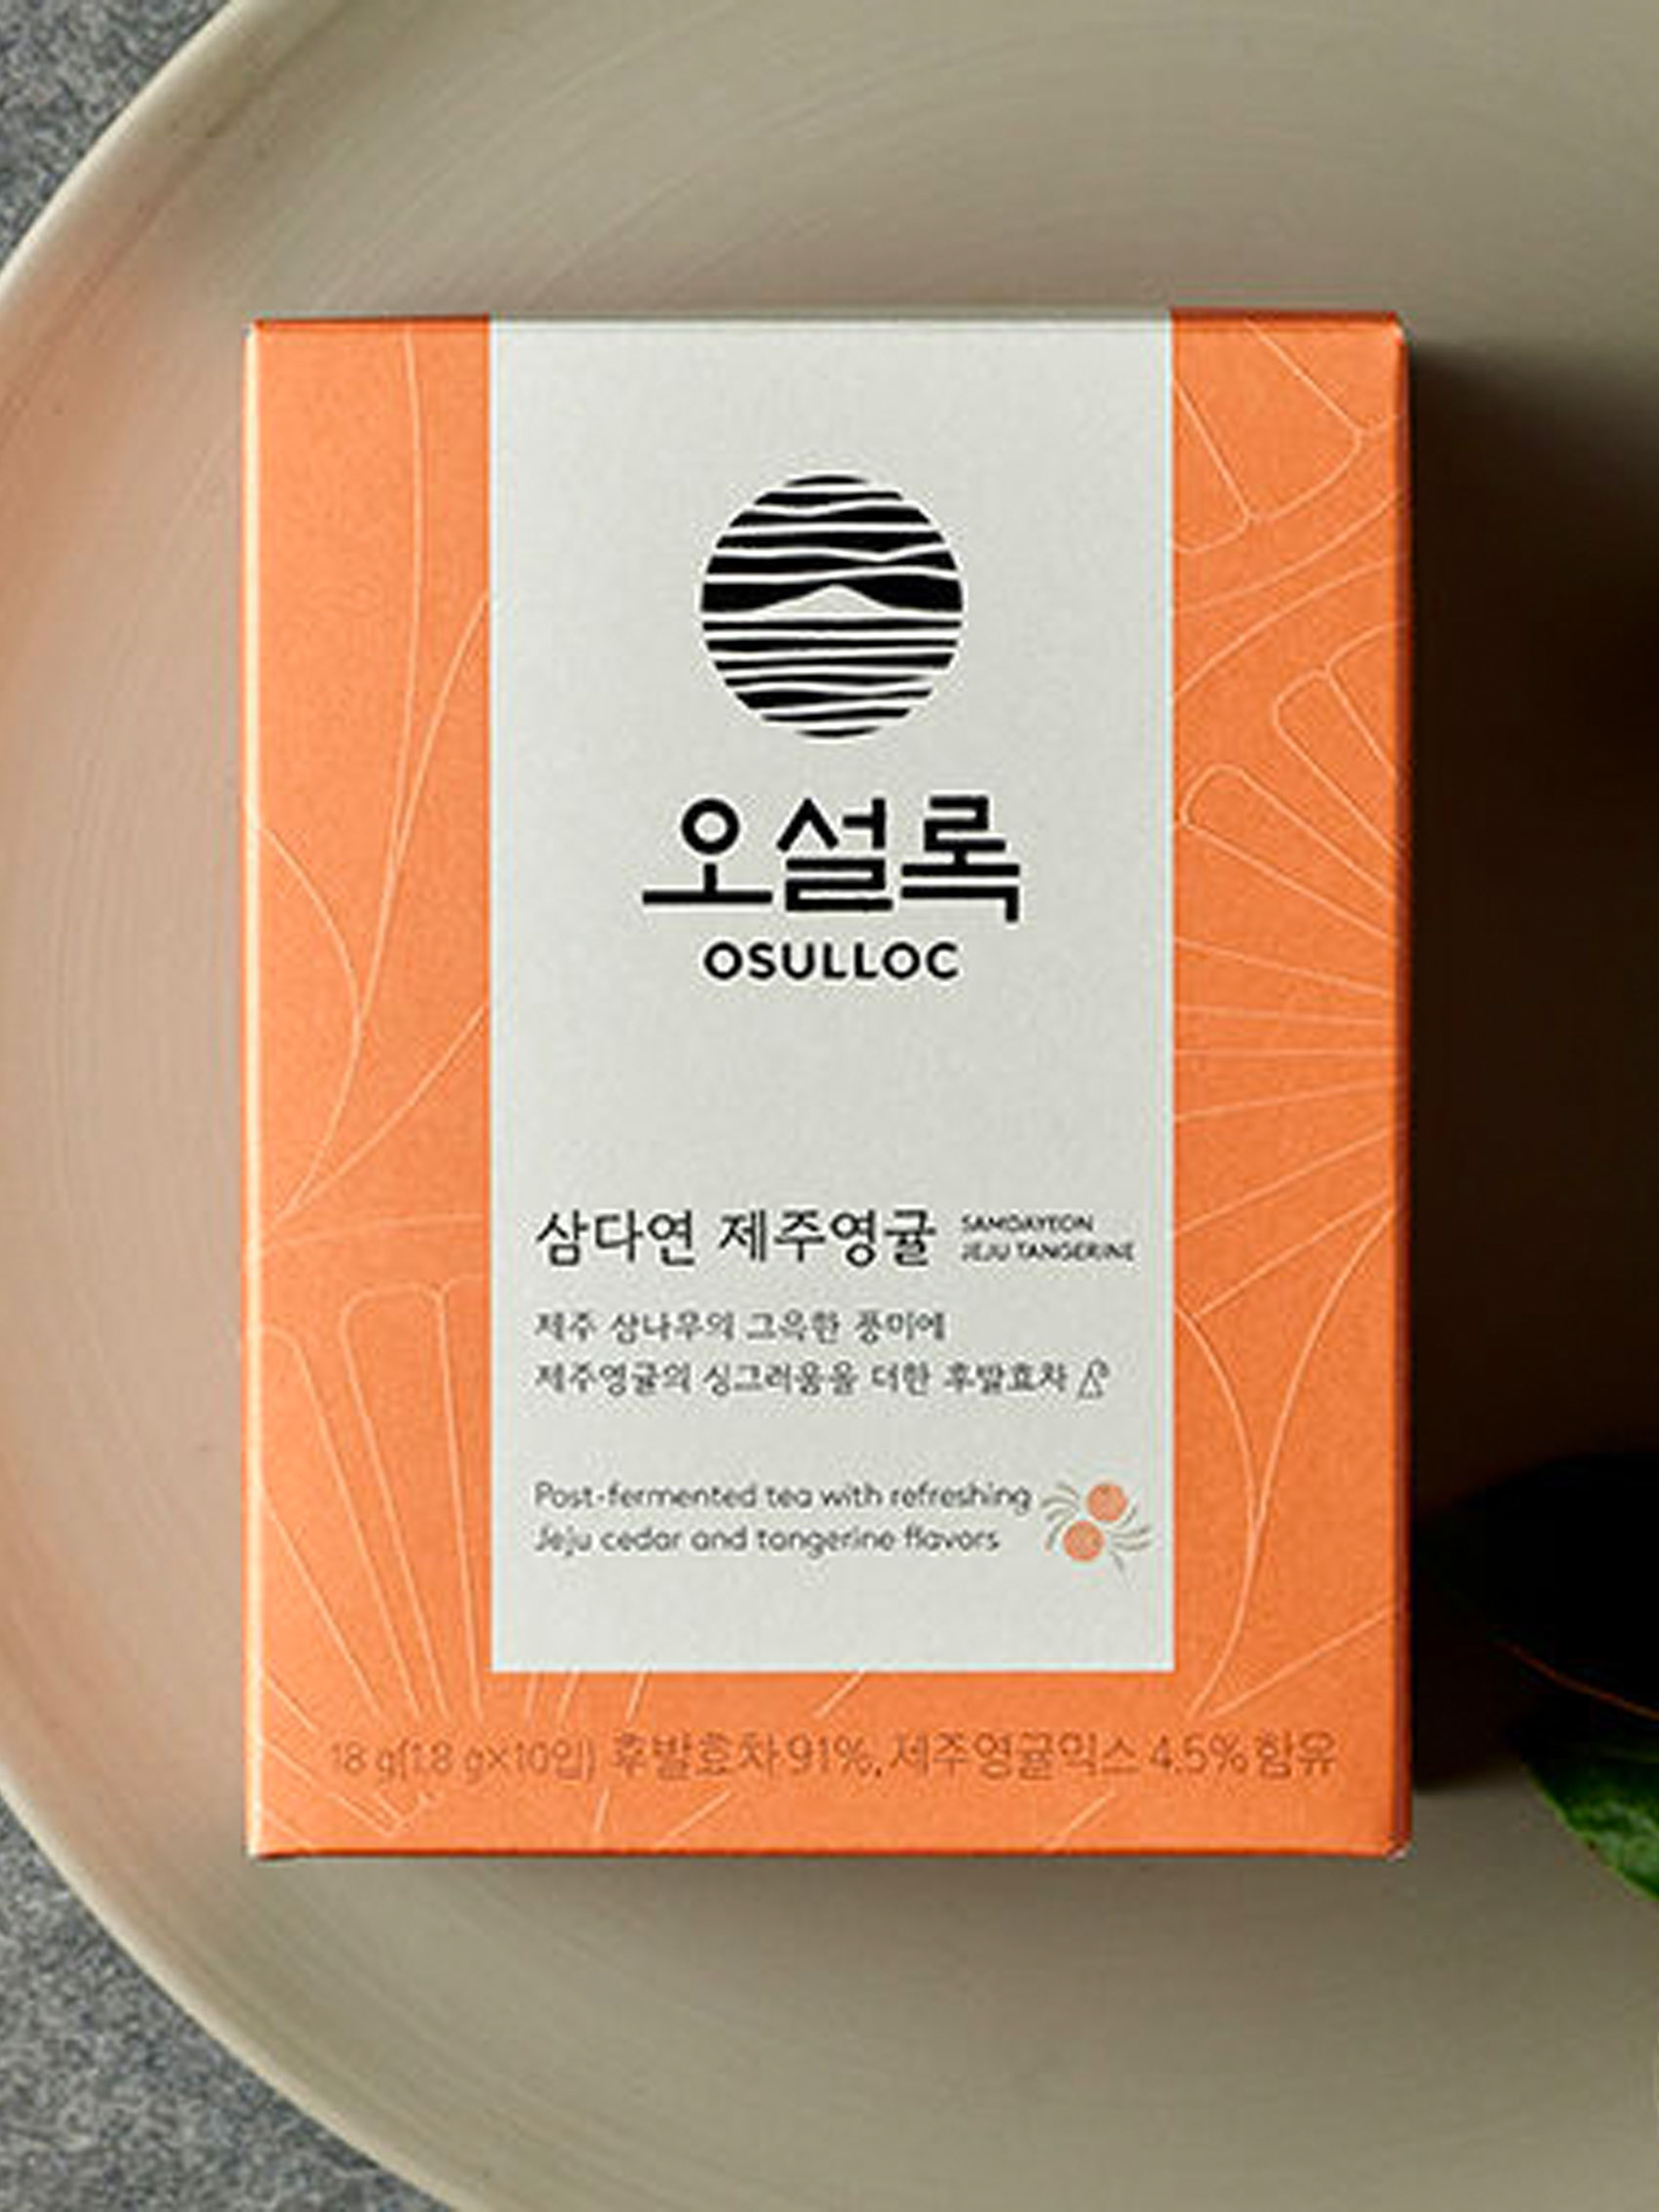 오설록
OSULLOC
삼다연 제주영귤
SAMDAYEON
JEJU TANGERINE
제주 삼나무의 그윽한 풍미에
제주영귤의 싱그러움을 더한 후발효차
Post-fermented tea with refreshing
Jeju cedar and tangerine flavors
18 g(1.8 g×10입) 후발효차 91%, 제주영귤믹스 4.5% 함유